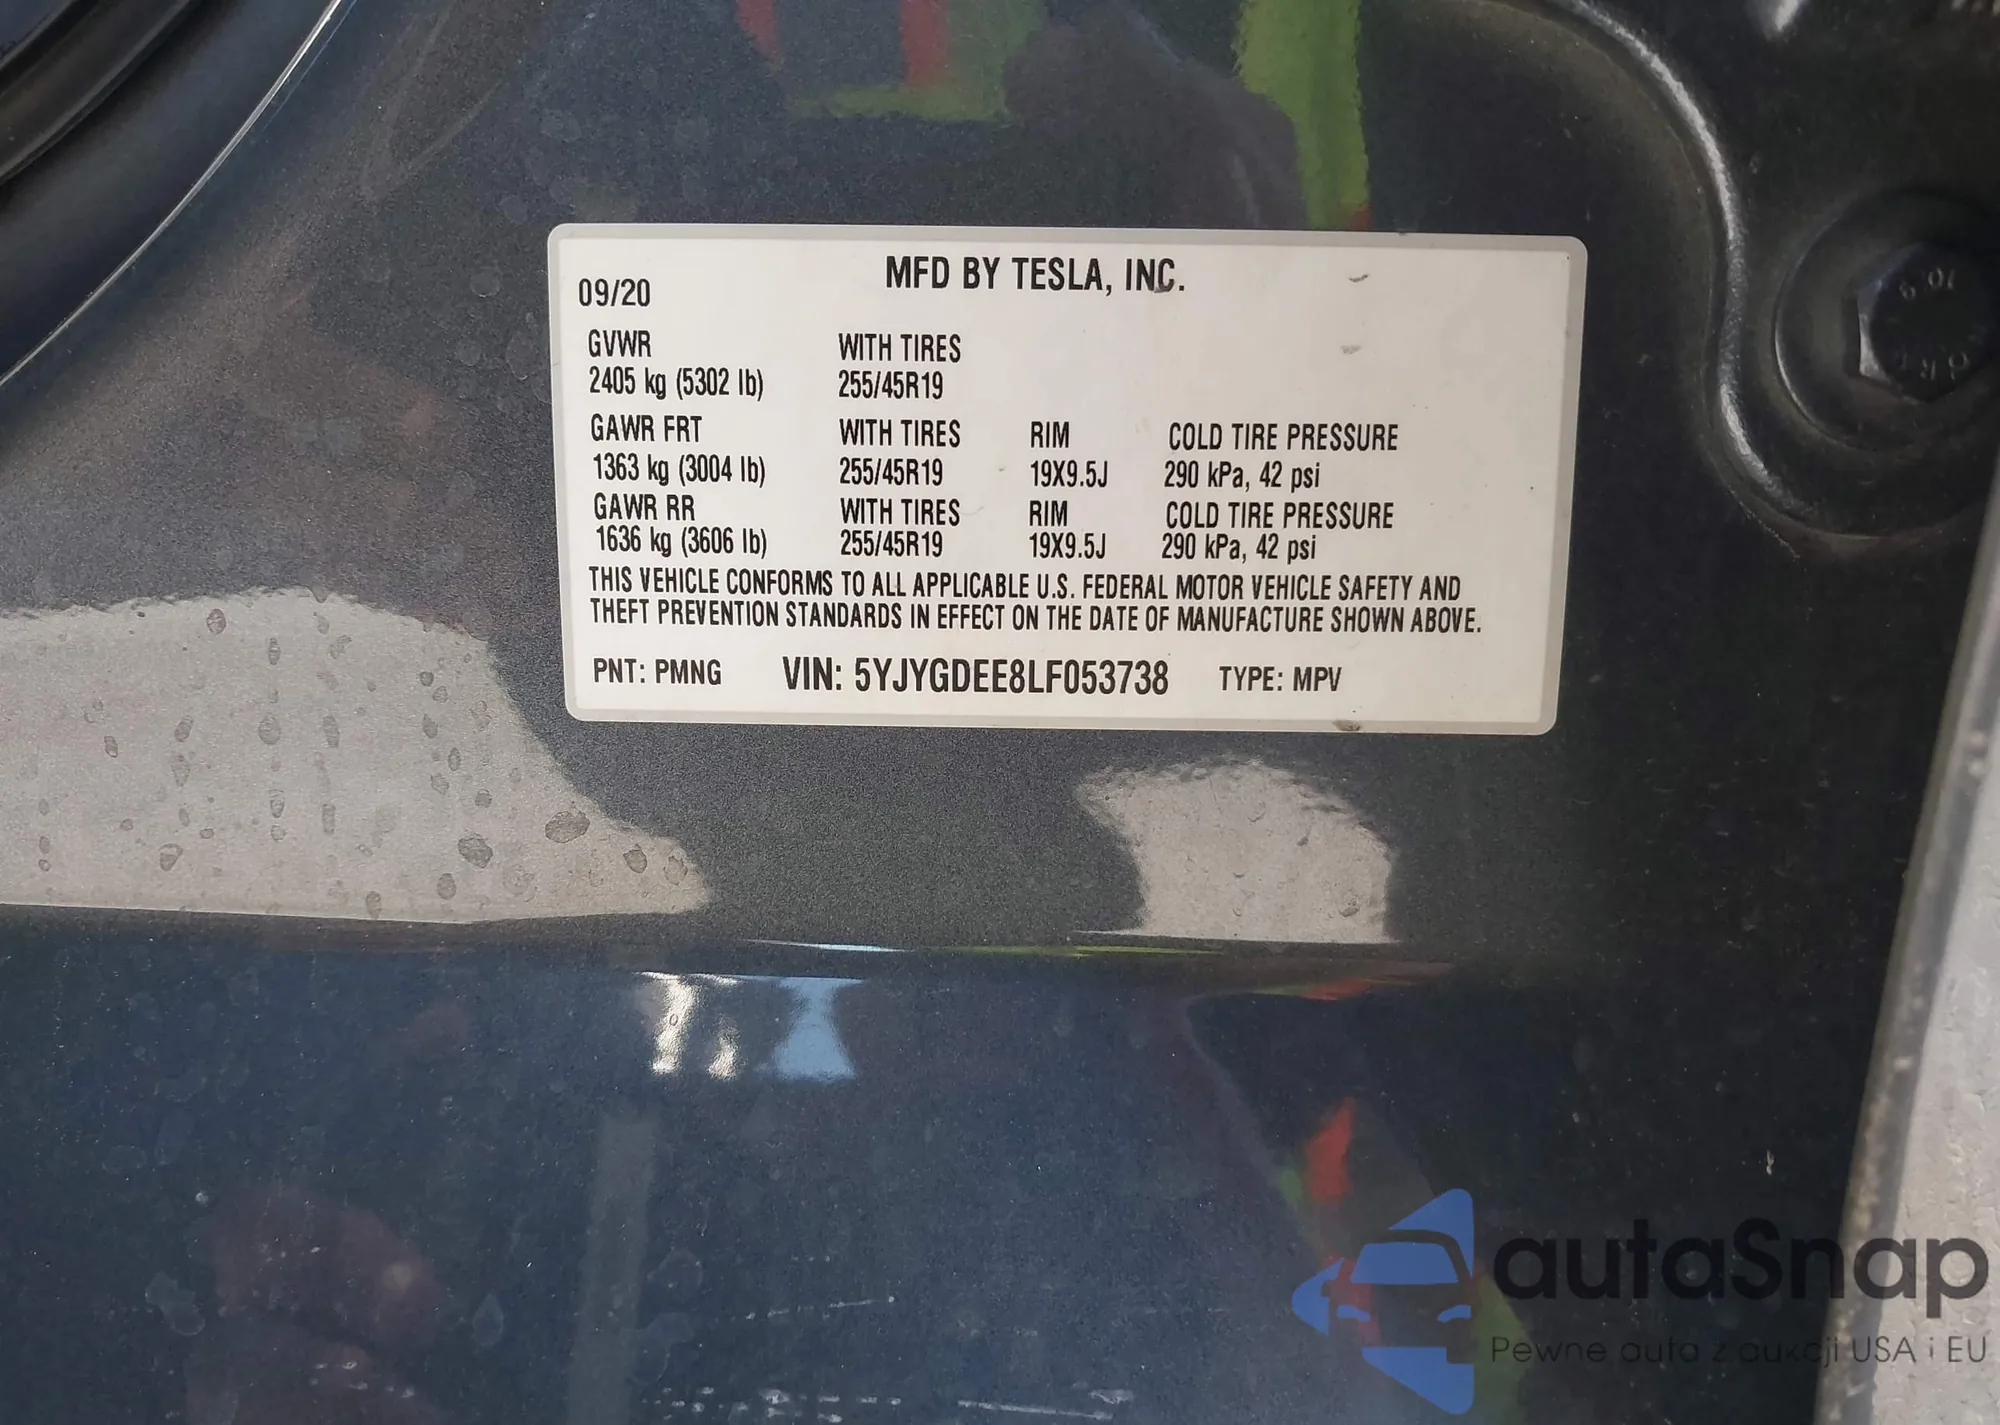 MFD BY TESLA, INC.
09/20
GVWR WITH TIRES
2405 kg (5302 lb) 255/45R19
GAWR FRT WITH TIRES RIM COLD TIRE PRESSURE
1363 kg (3004 lb) 255/45R19 19X9.5J 290 kPa, 42 psi
GAWR RR WITH TIRES RIM COLD TIRE PRESSURE
1636 kg (3606 lb) 255/45R19 19X9.5J 290 kPa, 42 psi
THIS VEHICLE CONFORMS TO ALL APPLICABLE U.S. FEDERAL MOTOR VEHICLE SAFETY AND
THEFT PREVENTION STANDARDS IN EFFECT ON THE DATE OF MANUFACTURE SHOWN ABOVE.
PNT: PMNG VIN: 5YJYGDEE8LF053738 TYPE: MPV
autaSnap
Pewne auta z aukcji USA i EU